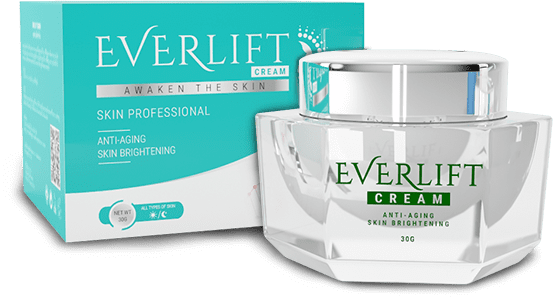 EVERLIFT
CREAM
AWAKEN THE SKIN
SKIN PROFESSIONAL
ANTI-AGING
SKIN BRIGHTENING
NET WT
30G
ALL TYPES OF SKIN
EVERLIFT
CREAM
ANTI-AGING
SKIN BRIGHTENING
30G